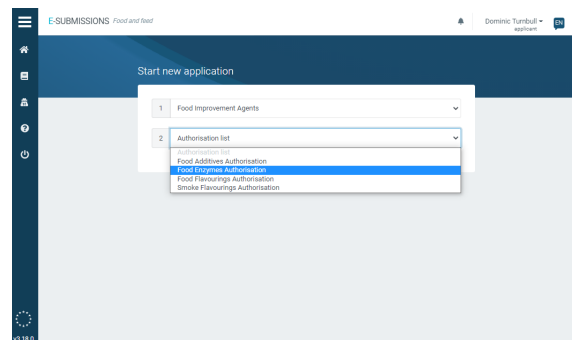 E-SUBMISSIONS Food and feed
Dominic Turnbull
applicant
EN
Start new application
1 Food Improvement Agents
2 Authorisation list
Authorisation list
Food Additives Authorisation
Food Enzymes Authorisation
Food Flavourings Authorisation
Smoke Flavourings Authorisation
v3.18.0